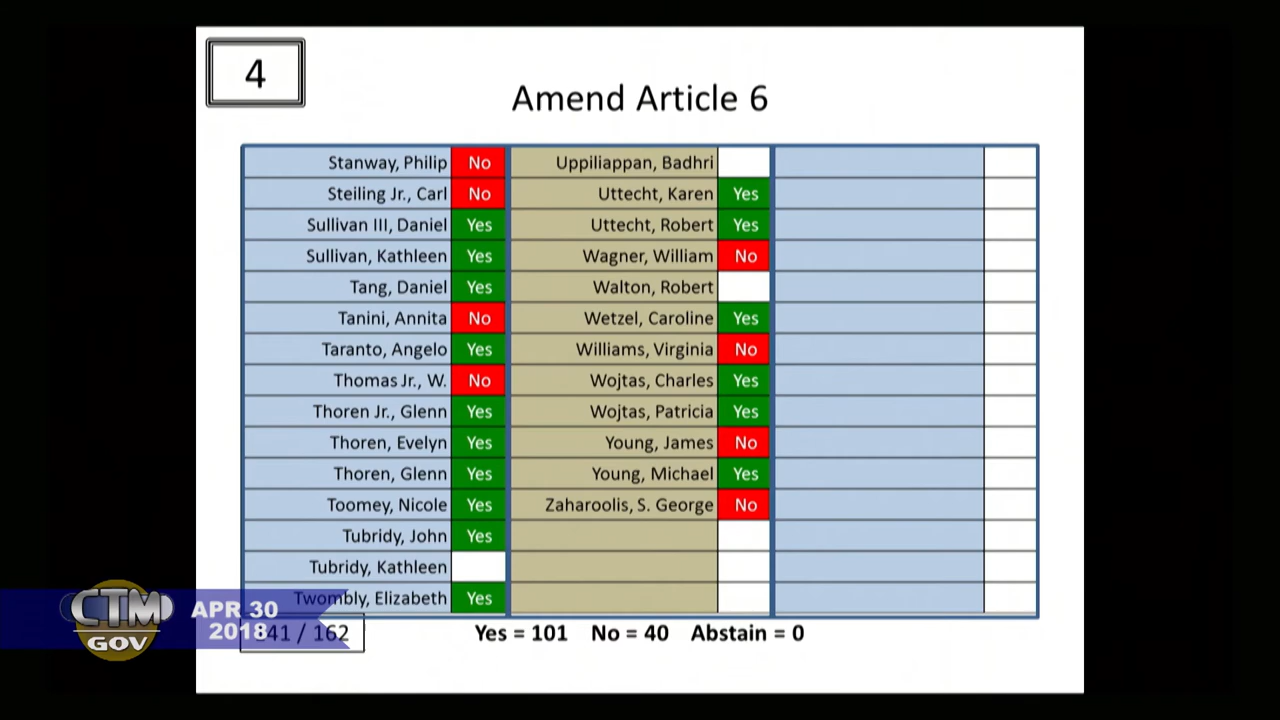 4
Amend Article 6
Stanway, Philip No
Steiling Jr., Carl No
Sullivan III, Daniel Yes
Sullivan, Kathleen Yes
Tang, Daniel Yes
Tanini, Annita No
Taranto, Angelo Yes
Thomas Jr., W. No
Thoren Jr., Glenn Yes
Thoren, Evelyn Yes
Thoren, Glenn Yes
Toomey, Nicole Yes
Tubridy, John Yes
Tubridy, Kathleen
Twombly, Elizabeth Yes
Uppiliappan, Badhri
Uttecht, Karen Yes
Uttecht, Robert Yes
Wagner, William No
Walton, Robert
Wetzel, Caroline Yes
Williams, Virginia No
Wojtas, Charles Yes
Wojtas, Patricia Yes
Young, James No
Young, Michael Yes
Zaharoolis, S. George No
/ 162
Yes = 101 No = 40 Abstain = 0
CTM
GOV
APR 30
2018